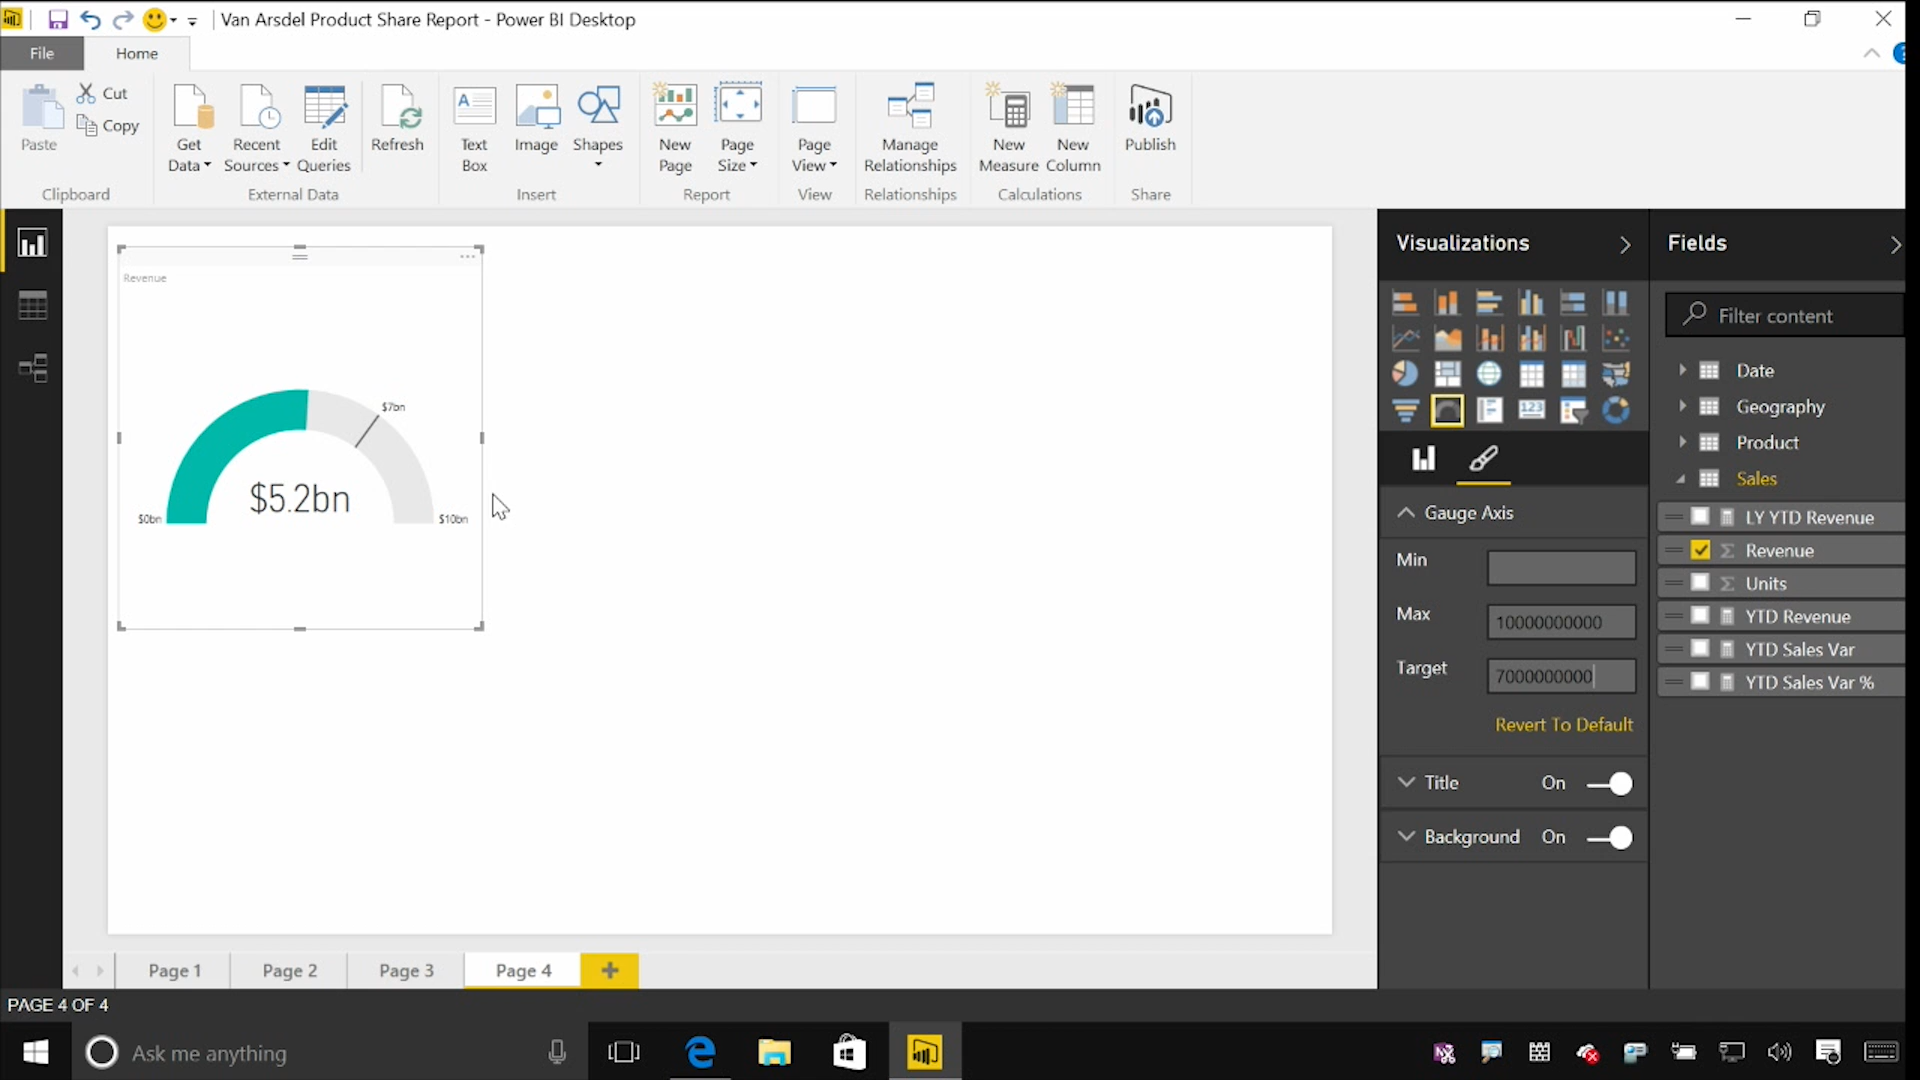 Van Arsdel Product Share Report - Power BI Desktop
File
Home
Paste
Cut
Copy
Clipboard
Get
Data
Recent
Sources
Edit
Queries
External Data
Refresh
Text
Box
Image
Shapes
Insert
New
Page
Page
Size
Report
Page
View
View
Manage
Relationships
Relationships
New
Measure
New
Column
Calculations
Publish
Share
Revenue
$7bn
$5.2bn
$0bn
$10bn
Visualizations
123
Gauge Axis
Min
Max
10000000000
Target
7000000000
Revert To Default
Title
On
Background
On
Fields
Filter content
Date
Geography
Product
Sales
LY YTD Revenue
Revenue
Units
YTD Revenue
YTD Sales Var
YTD Sales Var %
Page 1
Page 2
Page 3
Page 4
PAGE 4 OF 4
Ask me anything